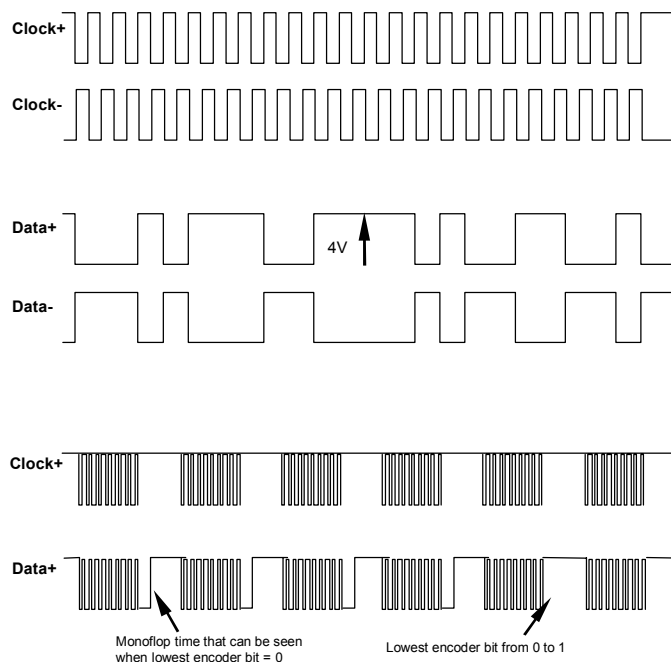 Clock+
Clock-
Data+
4V
Data-
Clock+
Data+
Monoflop time that can be seen
when lowest encoder bit = 0
Lowest encoder bit from 0 to 1